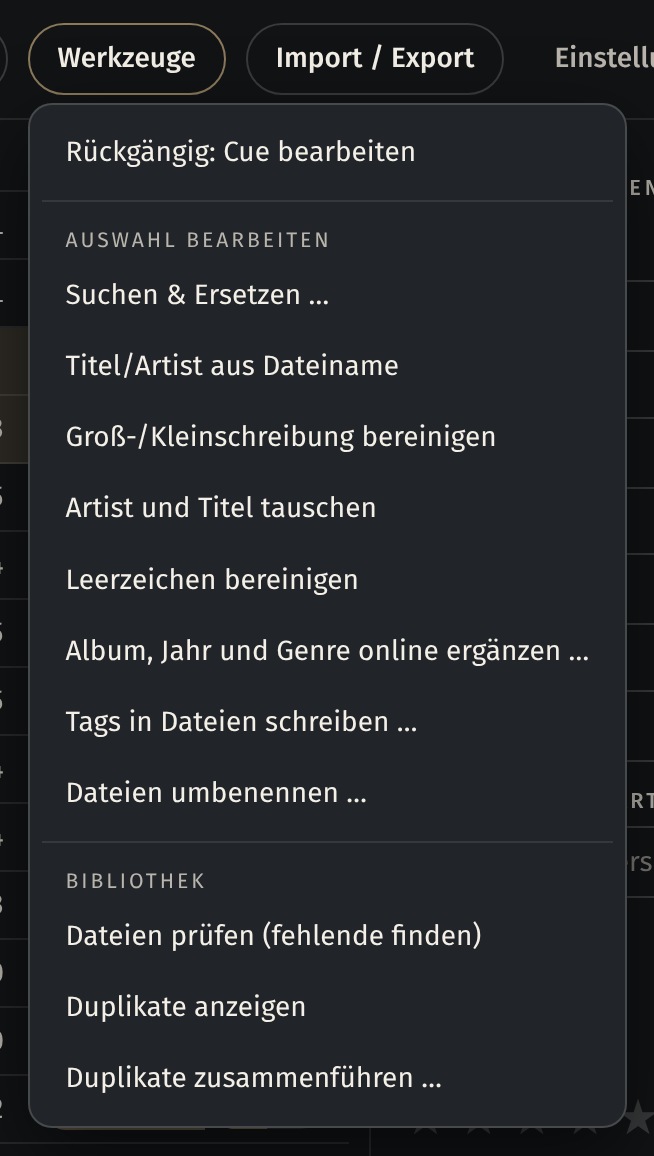 Werkzeuge
Import / Export
AUSWAHL BEARBEITEN
Rückgängig: Cue bearbeiten
Suchen & Ersetzen ...
Titel/Artist aus Dateiname
Groß-/Kleinschreibung bereinigen
Artist und Titel tauschen
Leerzeichen bereinigen
Album, Jahr und Genre online ergänzen ...
Tags in Dateien schreiben ...
Dateien umbenennen ...
BIBLIOTHEK
Dateien prüfen (fehlende finden)
Duplikate anzeigen
Duplikate zusammenführen ...